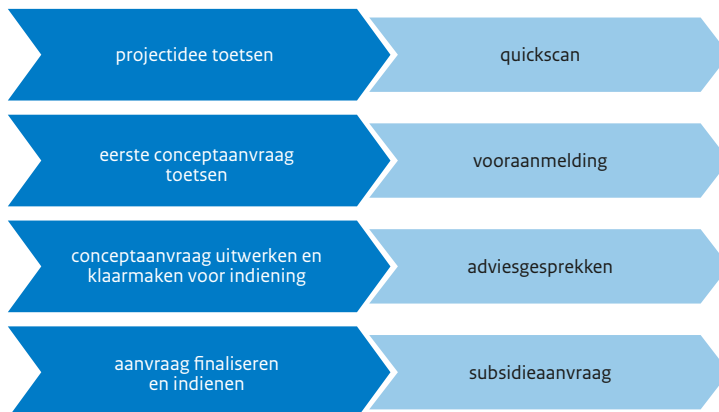 projectidee toetsen
quickscan
eerste conceptaanvraag
toetsen
vooraanmelding
conceptaanvraag uitwerken en
klaarmaken voor indiening
adviesgesprekken
aanvraag finaliseren
en indienen
subsidieaanvraag